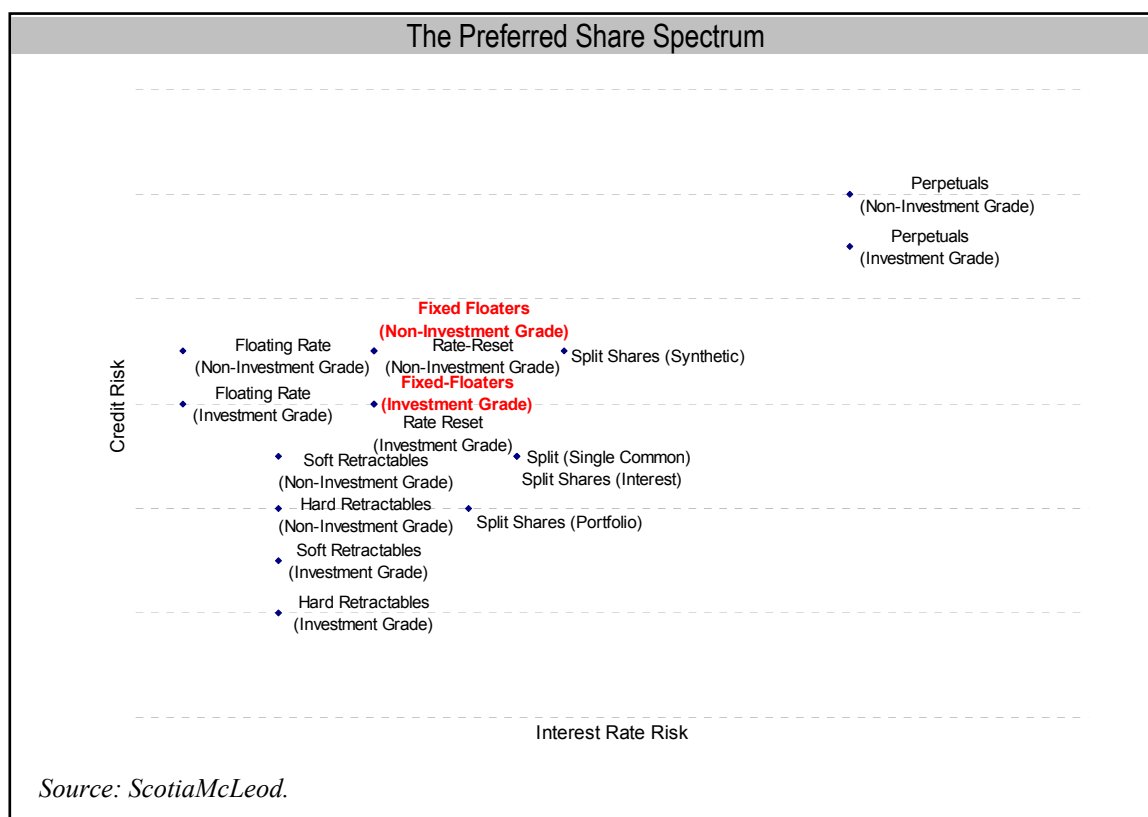 The Preferred Share Spectrum
Perpetuals
(Non-Investment Grade)
Perpetuals
(Investment Grade)
Fixed Floaters
(Non-Investment Grade)
Floating Rate
(Non-Investment Grade)
Rate-Reset
(Non-Investment Grade)
Split Shares (Synthetic)
Fixed-Floaters
(Investment Grade)
Floating Rate
(Investment Grade)
Rate Reset
(Investment Grade)
Credit Risk
Soft Retractables
(Non-Investment Grade)
Split (Single Common)
Split Shares (Interest)
Hard Retractables
(Non-Investment Grade)
Split Shares (Portfolio)
Soft Retractables
(Investment Grade)
Hard Retractables
(Investment Grade)
Interest Rate Risk
Source: ScotiaMcLeod.